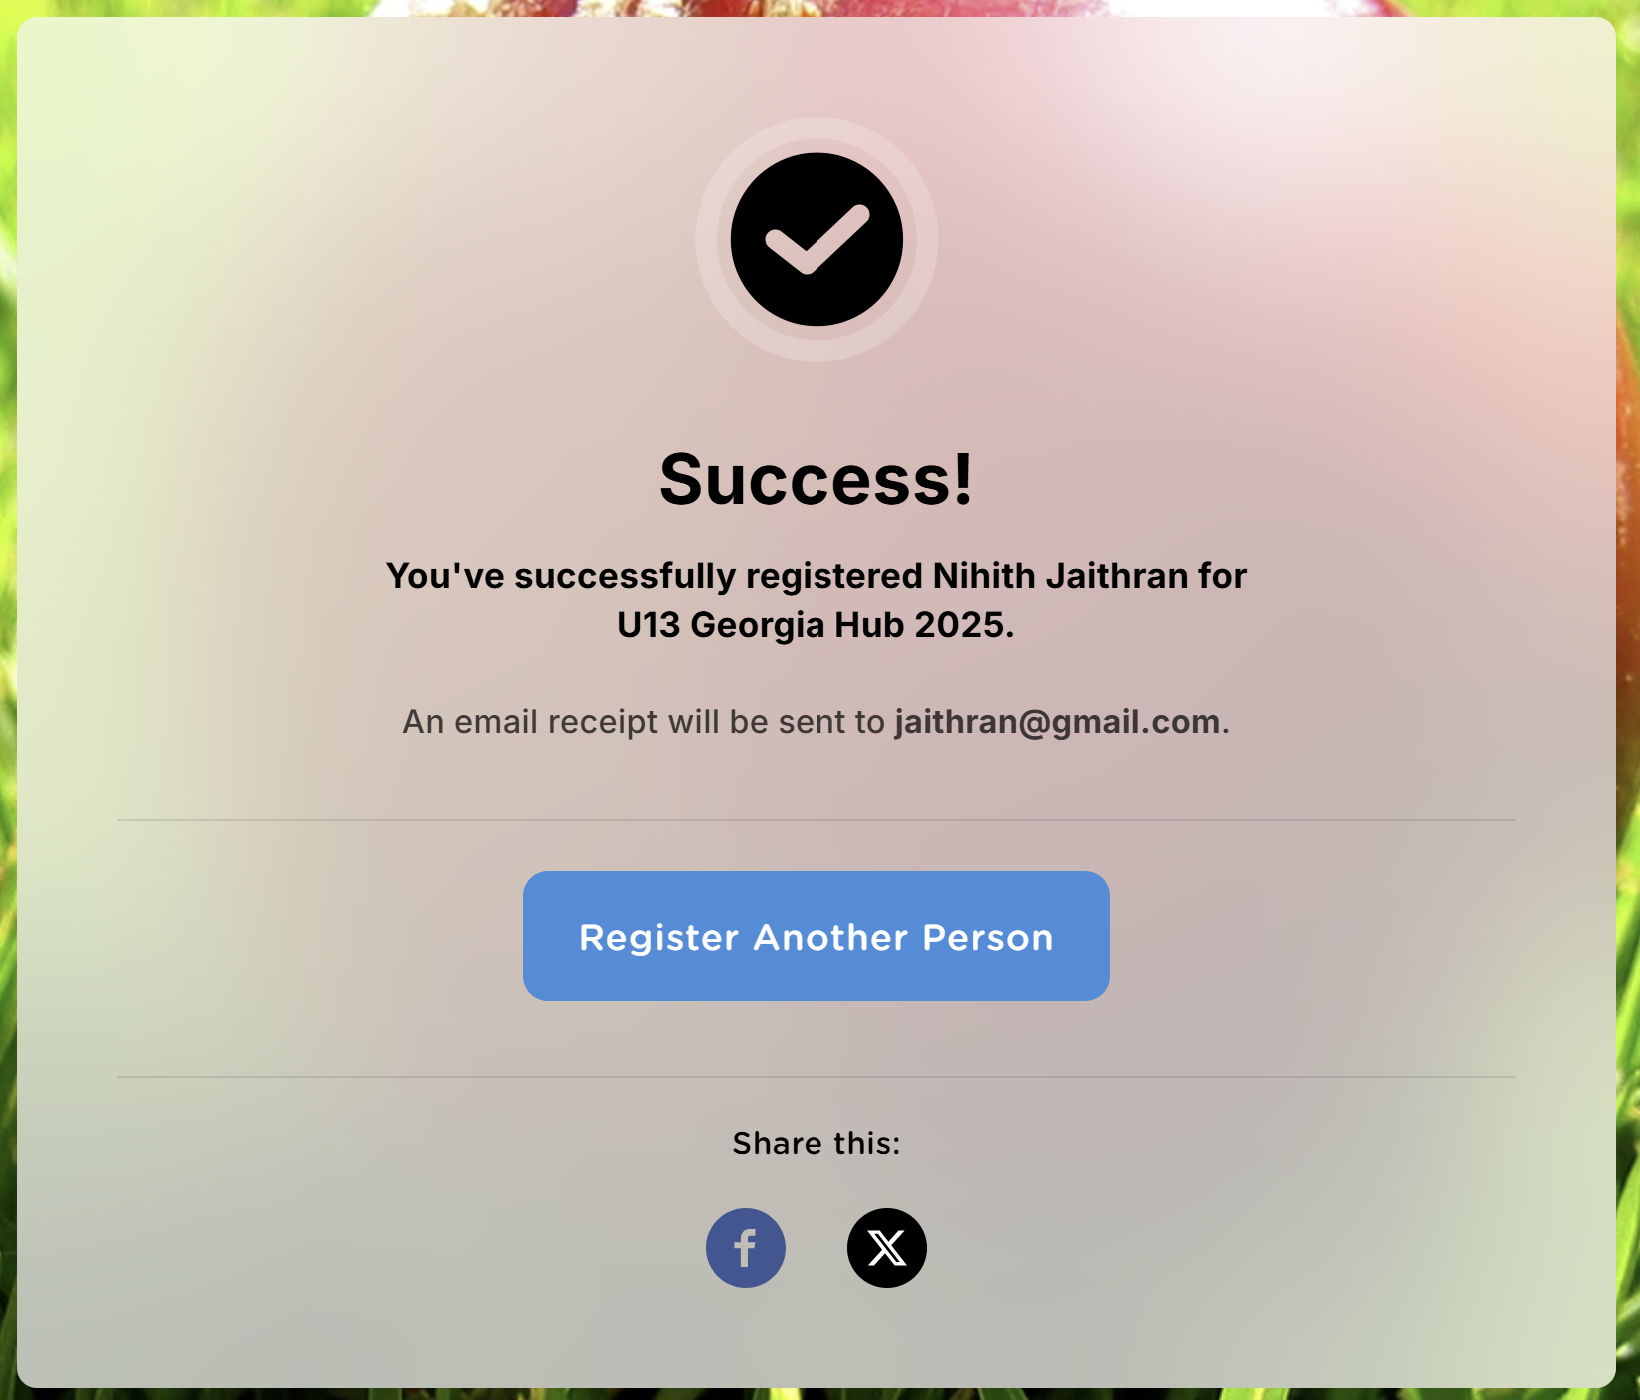 Success!
You've successfully registered Nihith Jaithran for
U13 Georgia Hub 2025.
An email receipt will be sent to jaithran@gmail.com.
Register Another Person
Share this: